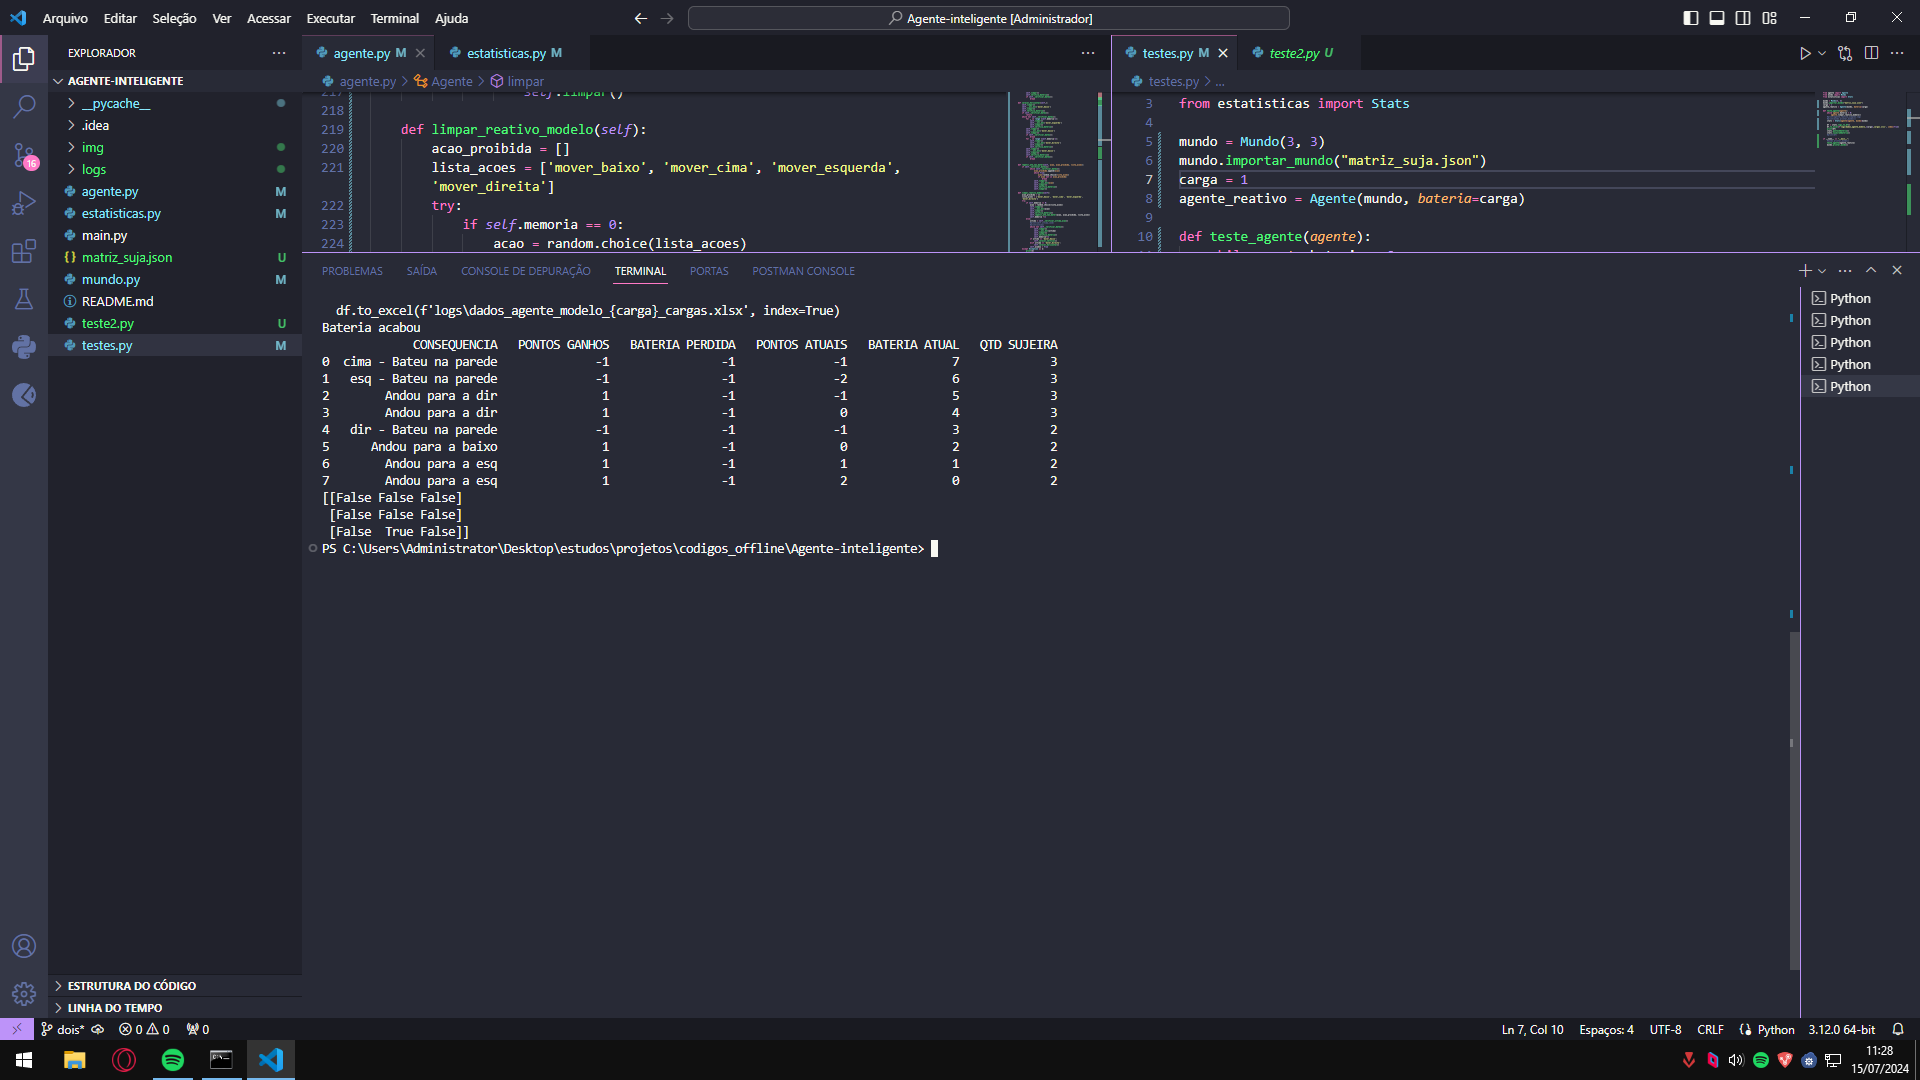 Arquivo Editar Seleção Ver Acessar Executar Terminal Ajuda
Agente-inteligente [Administrador]
EXPLORADOR
AGENTE-INTELIGENTE
__pycache__
.idea
img
logs
agente.py M
estatisticas.py M
main.py
matriz_suja.json U
mundo.py M
README.md
teste2.py U
testes.py M
ESTRUTURA DO CÓDIGO
LINHA DO TEMPO
16
agente.py M
estatisticas.py M
agente.py > Agente > limpar
217 self.limpar()
218
219 def limpar_reativo_modelo(self):
220 acao_proibida = []
221 lista_acoes = ['mover_baixo', 'mover_cima', 'mover_esquerda',
'mover_direita']
222 try:
223 if self.memoria == 0:
224 acao = random.choice(lista_acoes)
testes.py M
teste2.py U
testes.py > ...
3 from estatisticas import Stats
4
5 mundo = Mundo(3, 3)
6 mundo.importar_mundo("matriz_suja.json")
7 carga = 1
8 agente_reativo = Agente(mundo, bateria=carga)
9
10 def teste_agente(agente):
PROBLEMAS SAÍDA CONSOLE DE DEPURAÇÃO TERMINAL PORTAS POSTMAN CONSOLE
df.to_excel(f'logs\dados_agente_modelo_{carga}_cargas.xlsx', index=True)
Bateria acabou
CONSEQUENCIA PONTOS GANHOS BATERIA PERDIDA PONTOS ATUAIS BATERIA ATUAL QTD SUJEIRA
0 cima - Bateu na parede -1 -1 -1 7 3
1 esq - Bateu na parede -1 -1 -2 6 3
2 Andou para a dir 1 -1 -1 5 3
3 Andou para a dir 1 -1 0 4 3
4 dir - Bateu na parede -1 -1 -1 3 2
5 Andou para a baixo 1 -1 0 2 2
6 Andou para a esq 1 -1 1 1 2
7 Andou para a esq 1 -1 2 0 2
[[False False False]
[False False False]
[False True False]]
PS C:\Users\Administrator\Desktop\estudos\projetos\codigos_offline\Agente-inteligente>
Python
Python
Python
Python
Python
dois* 0 0 0
Ln 7, Col 10 Espaços: 4 UTF-8 CRLF Python 3.12.0 64-bit
11:28
15/07/2024